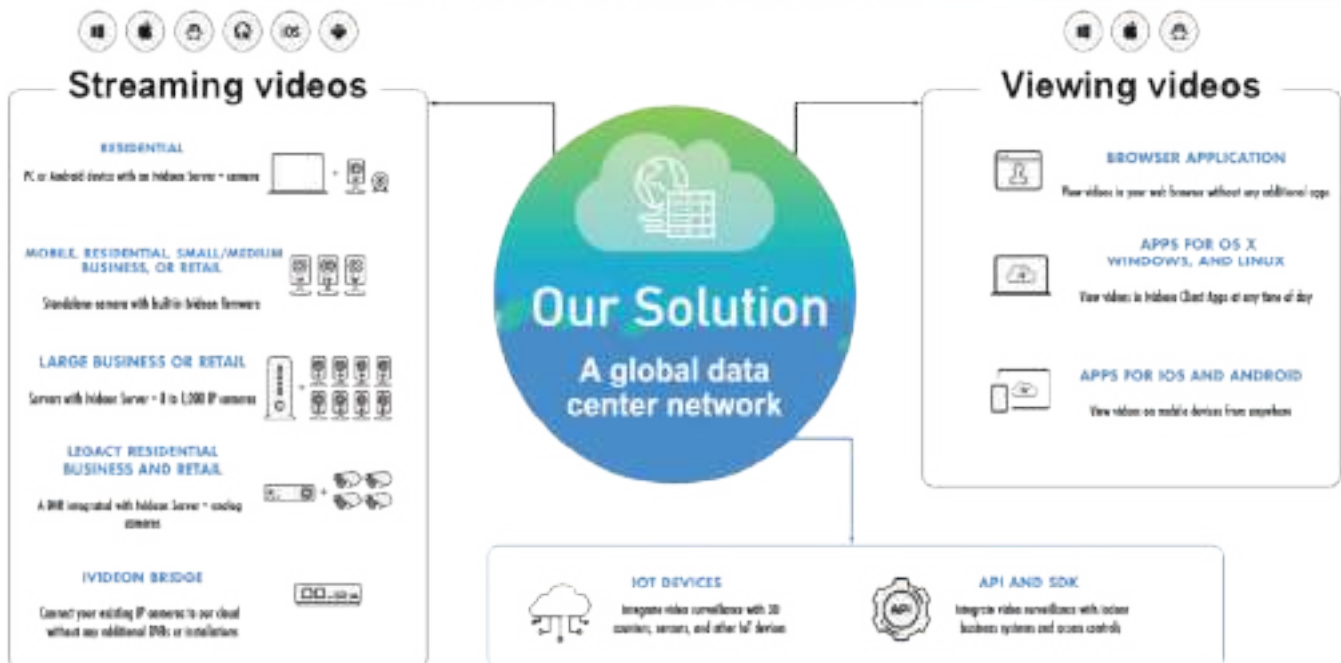 iOS
Streaming videos
RESIDENTIAL
PC or Android device with an Ivideon Server + camera
MOBILE, RESIDENTIAL, SMALL/MEDIUM
BUSINESS, OR RETAIL
Standalone camera with built-in Ivideon firmware
LARGE BUSINESS OR RETAIL
Servers with Ivideon Server + 8 to 1,000 IP cameras
LEGACY RESIDENTIAL
BUSINESS AND RETAIL
A DVR integrated with Ivideon Server + analog
cameras
IVIDEON BRIDGE
Connect your existing IP cameras to our cloud
without any additional DVRs or installations
Our Solution
A global data
center network
Viewing videos
BROWSER APPLICATION
View videos in your web browser without any additional apps
APPS FOR OS X
WINDOWS, AND LINUX
View videos in Ivideon Client Apps at any time of day
APPS FOR IOS AND ANDROID
View videos on mobile devices from anywhere
IOT DEVICES
Integrate video surveillance with 3D
counters, sensors, and other IoT devices
API
API AND SDK
Integrate video surveillance with
business systems and access controls